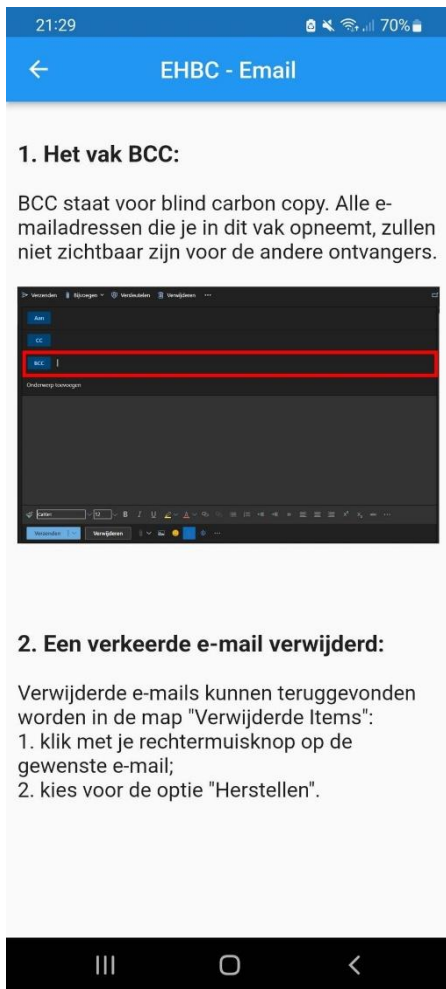 21:29
70%
EHBC - Email
1. Het vak BCC:
BCC staat voor blind carbon copy. Alle e-
mailadressen die je in dit vak opneemt, zullen
niet zichtbaar zijn voor de andere ontvangers.
Verzenden Bijvoegen Versleutelen Verwijderen ...
Aan
CC
BCC
Onderwerp toevoegen
12 B I U
Verzenden Verwijderen
2. Een verkeerde e-mail verwijderd:
Verwijderde e-mails kunnen teruggevonden
worden in de map "Verwijderde Items":
1. klik met je rechtermuisknop op de
gewenste e-mail;
2. kies voor de optie "Herstellen".